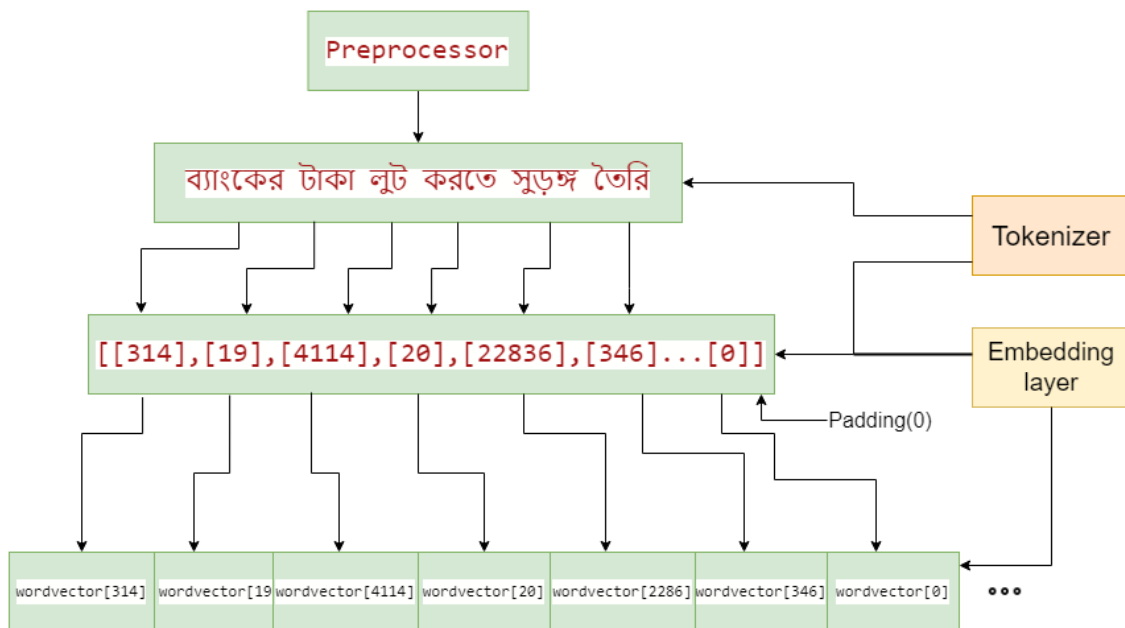 Preprocessor
ব্যাংকের টাকা লুট করতে সুড়ঙ্গ তৈরি
Tokenizer
[[314],[19],[4114],[20],[22836],[346]...[0]]
Embedding
layer
Padding(0)
wordvector[314] wordvector[19 wordvector[4114] wordvector[20] wordvector[2286] wordvector[346] wordvector[0]